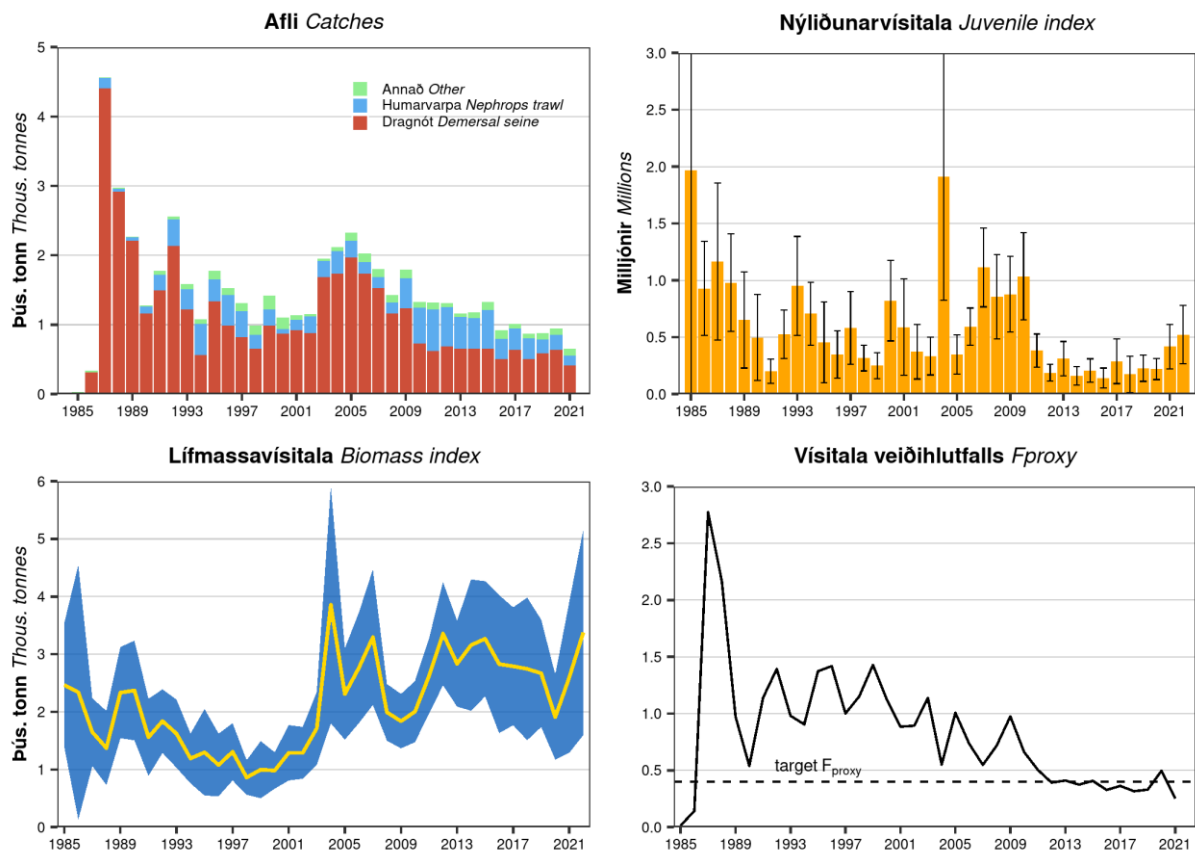 Afli Catches
Þús. tonn Thous. tonnes
5
4
3
2
1
0
Annað Other
Humarvarpa Nephrops trawl
Dragnót Demersal seine
1985 1989 1993 1997 2001 2005 2009 2013 2017 2021
Nýliðunarvísitala Juvenile index
Milljónir Millions
3.0
2.5
2.0
1.5
1.0
0.5
0.0
1985 1989 1993 1997 2001 2005 2009 2013 2017 2021
Lífmassavísitala Biomass index
Þús. tonn Thous. tonnes
6
5
4
3
2
1
0
1985 1989 1993 1997 2001 2005 2009 2013 2017 2021
Vísitala veiðihlutfalls Fproxy
3.0
2.5
2.0
1.5
1.0
0.5
0.0
target Fproxy
1985 1989 1993 1997 2001 2005 2009 2013 2017 2021